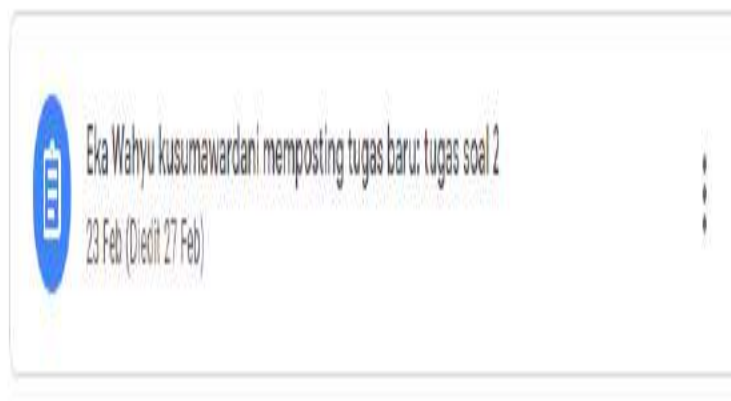 Eka Wahyu kusumawardani memposting tugas baru: tugas soal 2
23 Feb (Diedit 27 Feb)